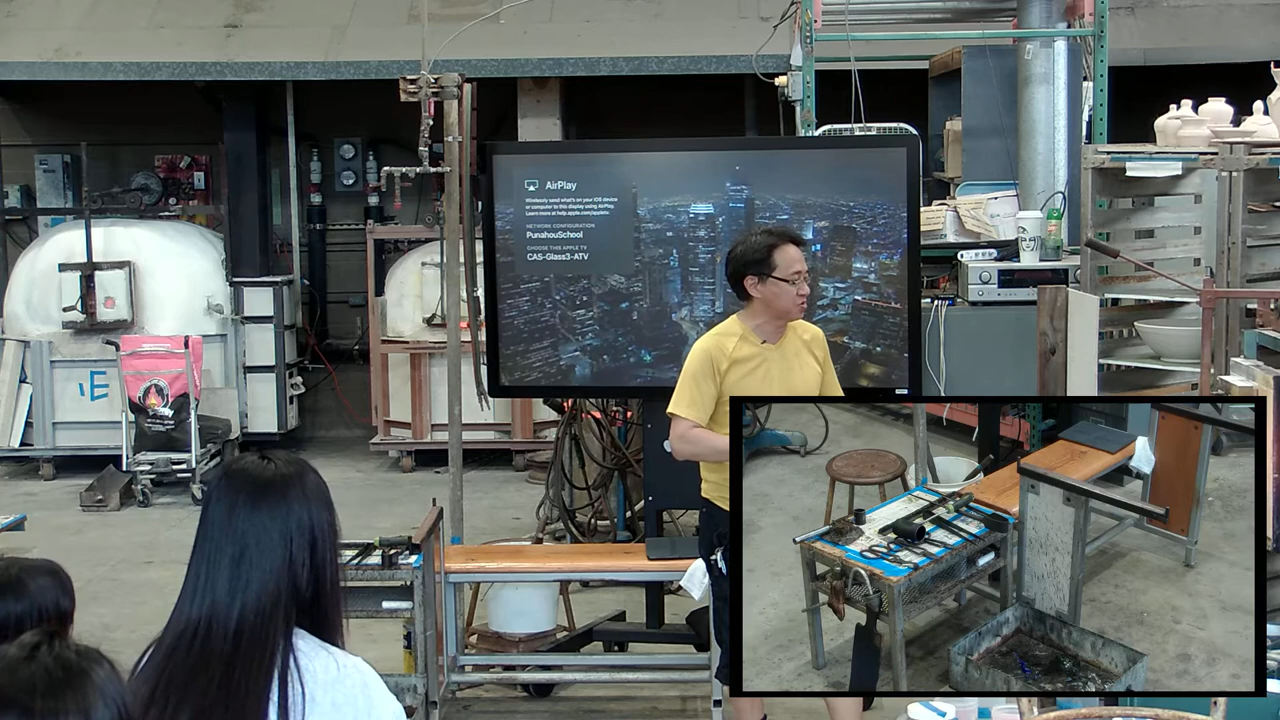 AirPlay
Wirelessly send what's on your iOS device
or computer to this display using AirPlay.
Learn more at help.apple.com/appletv.
NETWORK CONFIGURATION
PunahouSchool
CHOOSE THIS APPLE TV
CAS-Glass3-ATV